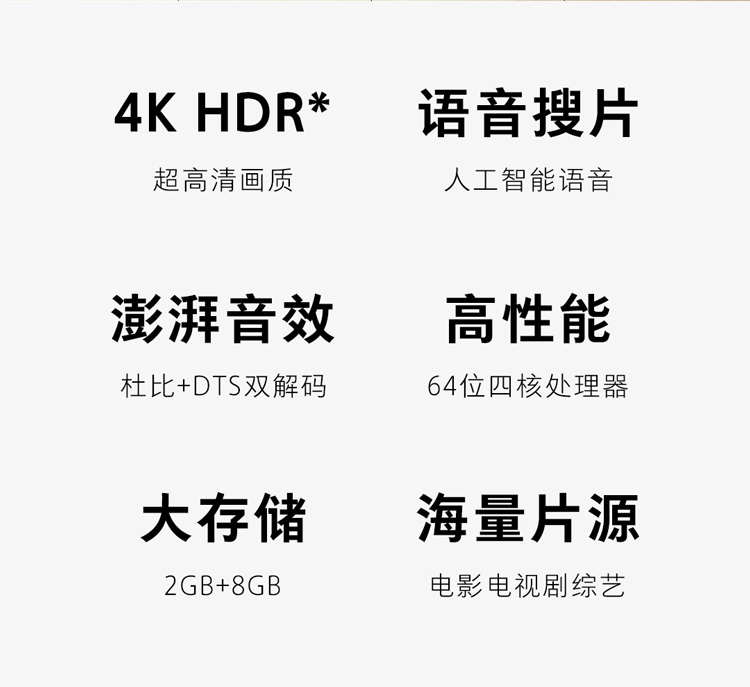 4K HDR*
超高清画质
语音搜片
人工智能语音
澎湃音效
杜比+DTS双解码
高性能
64位四核处理器
大存储
2GB+8GB
海量片源
电影电视剧综艺